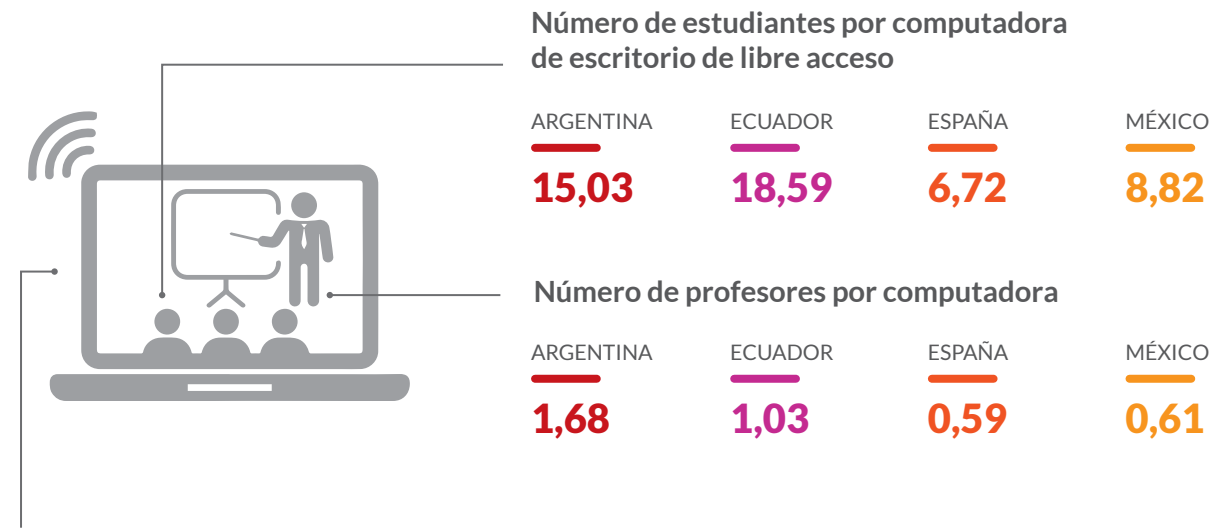 Número de estudiantes por computadora
de escritorio de libre acceso
ARGENTINA ECUADOR ESPAÑA MÉXICO
15,03 18,59 6,72 8,82
Número de profesores por computadora
ARGENTINA ECUADOR ESPAÑA MÉXICO
1,68 1,03 0,59 0,61